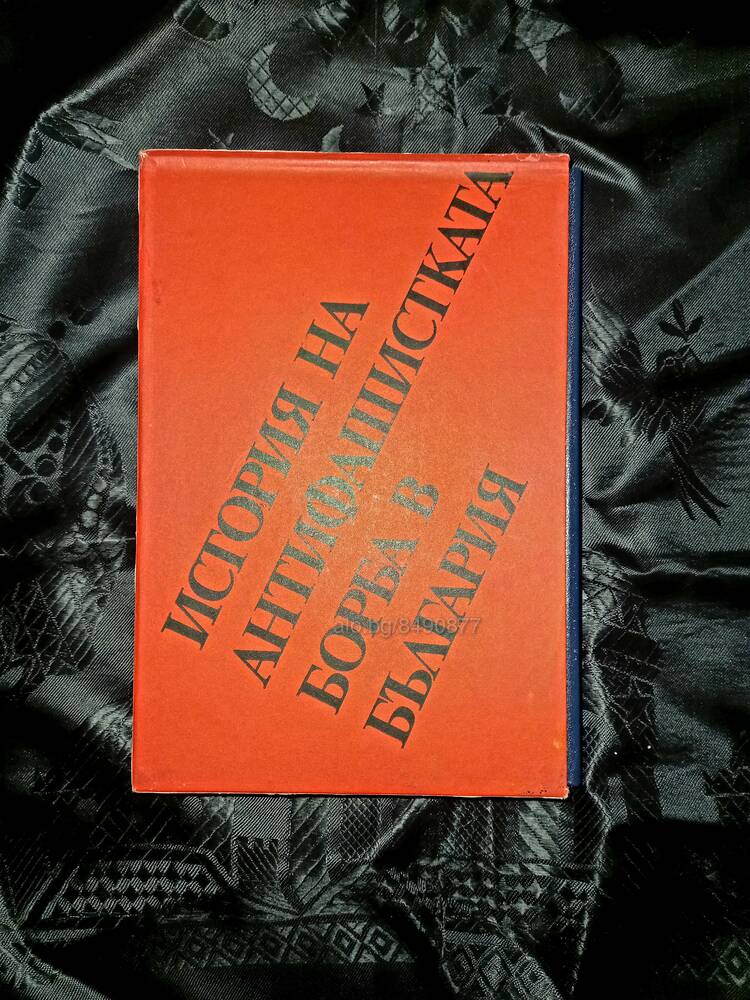 ИСТОРИЯ НА
АНТИФАШИСТКАТА
БОРБА В
БЪЛГАРИЯ
alo.bg/8490877